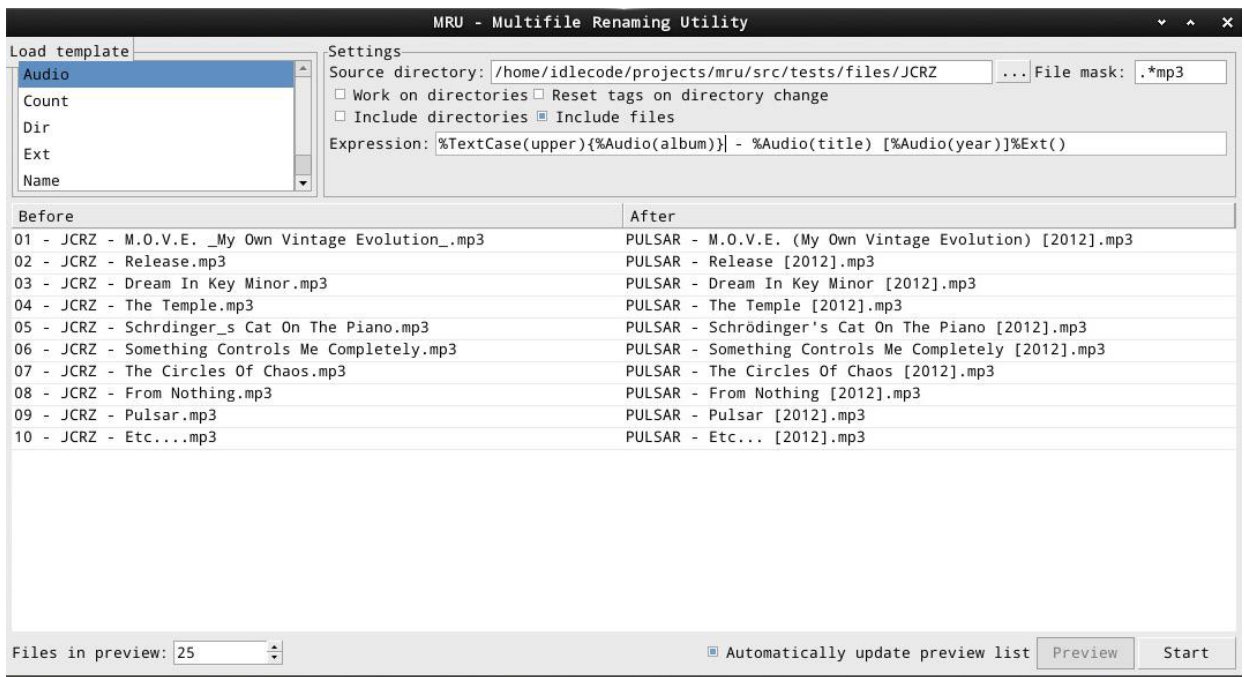 MRU - Multifile Renaming Utility
Load template
Audio
Count
Dir
Ext
Name
Settings
Source directory: /home/idlecode/projects/mru/src/tests/files/JCRZ ... File mask: .*mp3
Work on directories Reset tags on directory change
Include directories Include files
Expression: %TextCase(upper){%Audio(album)} - %Audio(title) [%Audio(year)]%Ext()
Before After
01 - JCRZ - M.O.V.E. _My Own Vintage Evolution_.mp3 PULSAR - M.O.V.E. (My Own Vintage Evolution) [2012].mp3
02 - JCRZ - Release.mp3 PULSAR - Release [2012].mp3
03 - JCRZ - Dream In Key Minor.mp3 PULSAR - Dream In Key Minor [2012].mp3
04 - JCRZ - The Temple.mp3 PULSAR - The Temple [2012].mp3
05 - JCRZ - Schrdinger_s Cat On The Piano.mp3 PULSAR - Schrödinger's Cat On The Piano [2012].mp3
06 - JCRZ - Something Controls Me Completely.mp3 PULSAR - Something Controls Me Completely [2012].mp3
07 - JCRZ - The Circles Of Chaos.mp3 PULSAR - The Circles Of Chaos [2012].mp3
08 - JCRZ - From Nothing.mp3 PULSAR - From Nothing [2012].mp3
09 - JCRZ - Pulsar.mp3 PULSAR - Pulsar [2012].mp3
10 - JCRZ - Etc....mp3 PULSAR - Etc... [2012].mp3
Files in preview: 25 Automatically update preview list Preview Start